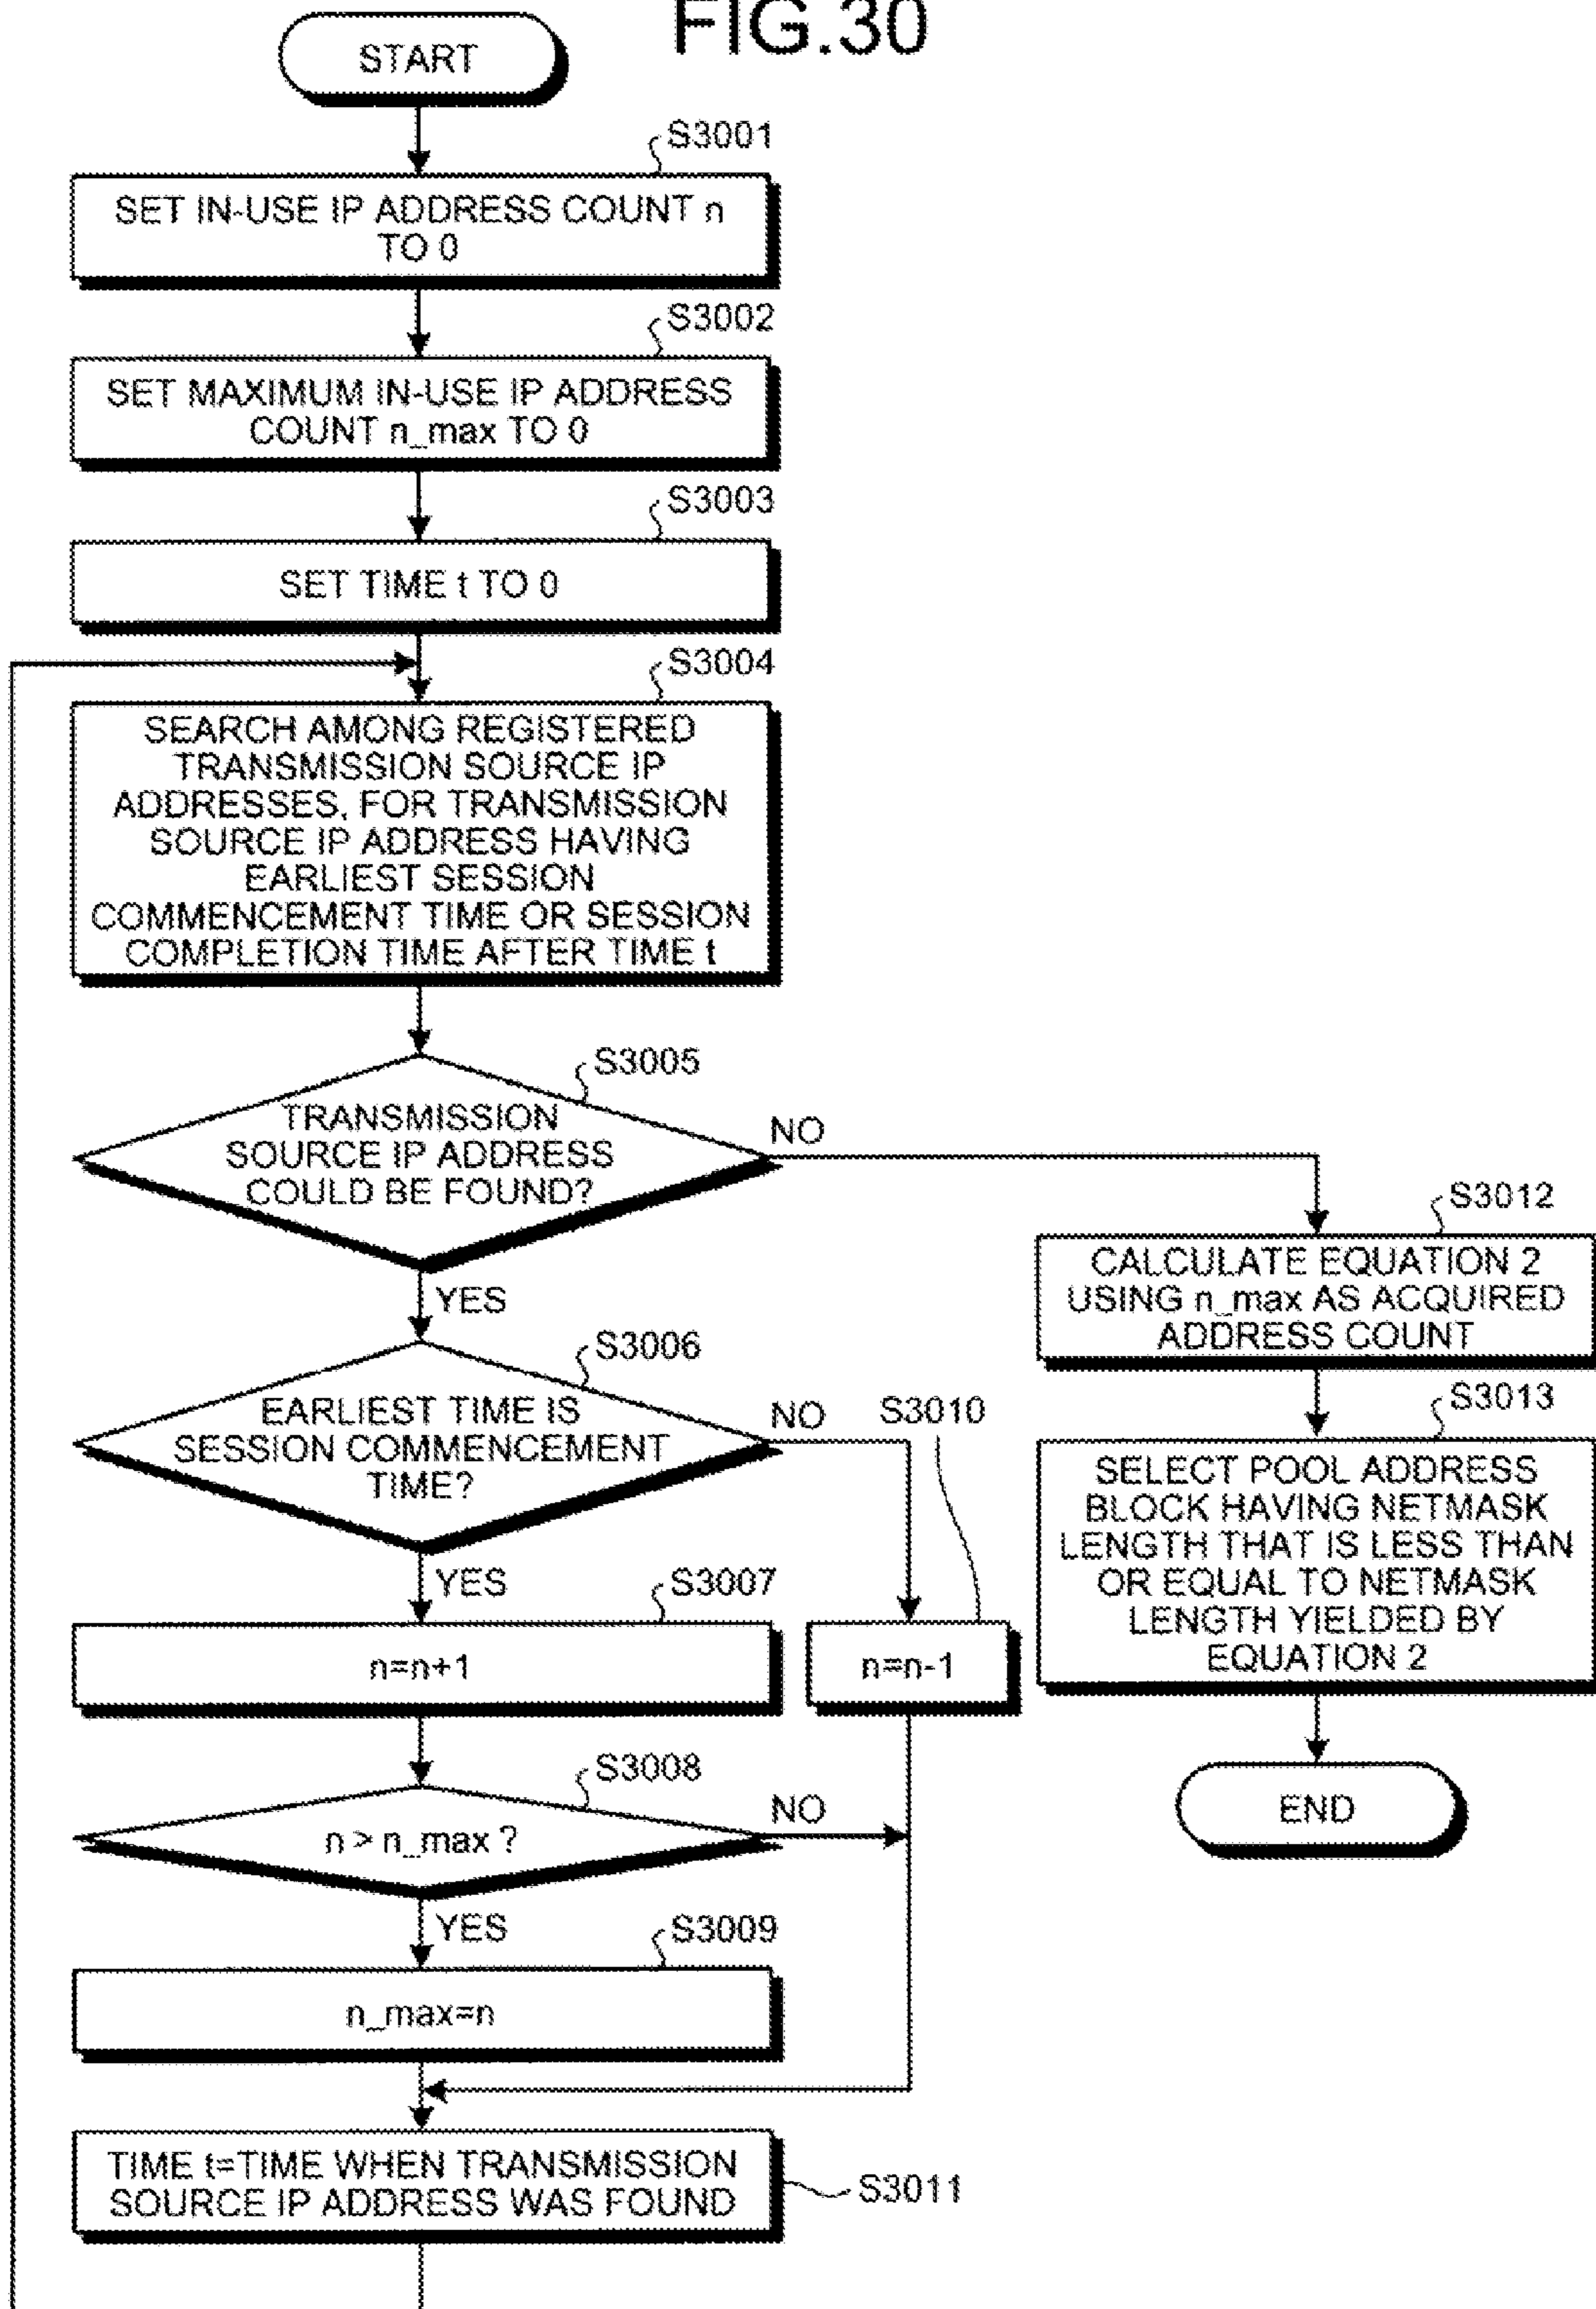 FIG.30
START
S3001
SET IN-USE IP ADDRESS COUNT n
TO 0
S3002
SET MAXIMUM IN-USE IP ADDRESS
COUNT n_max TO 0
S3003
SET TIME t TO 0
S3004
SEARCH AMONG REGISTERED
TRANSMISSION SOURCE IP
ADDRESSES, FOR TRANSMISSION
SOURCE IP ADDRESS HAVING
EARLIEST SESSION
COMMENCEMENT TIME OR SESSION
COMPLETION TIME AFTER TIME t
S3005
TRANSMISSION
SOURCE IP ADDRESS
COULD BE FOUND?
NO
YES
S3006
EARLIEST TIME IS
SESSION COMMENCEMENT
TIME?
NO
YES
S3007
n=n+1
S3008
n > n_max ?
NO
YES
S3009
n_max=n
S3010
n=n-1
TIME t=TIME WHEN TRANSMISSION
SOURCE IP ADDRESS WAS FOUND
S3011
S3012
CALCULATE EQUATION 2
USING n_max AS ACQUIRED
ADDRESS COUNT
S3013
SELECT POOL ADDRESS
BLOCK HAVING NETMASK
LENGTH THAT IS LESS THAN
OR EQUAL TO NETMASK
LENGTH YIELDED BY
EQUATION 2
END